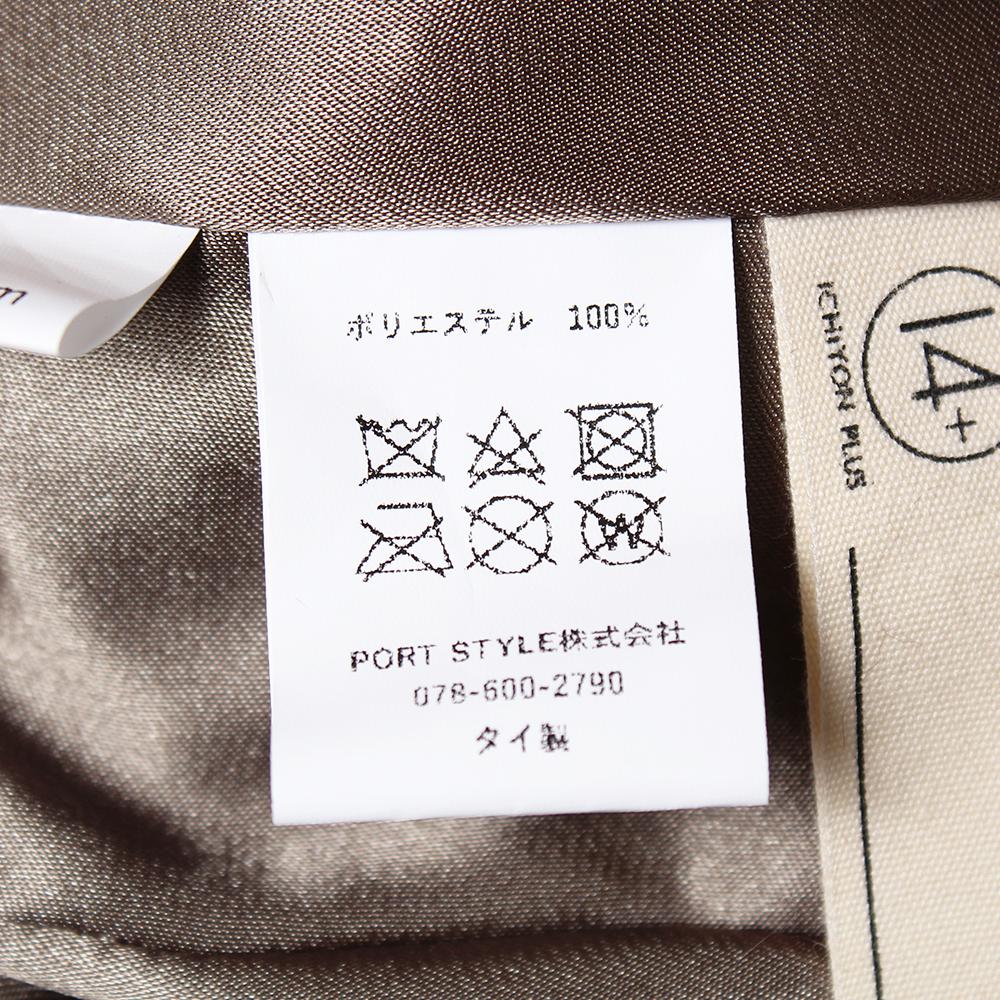 m
ポリエステル 100%
W
PORT STYLE株式会社
078-600-2790
タイ製
14+
ICHIYON PLUS